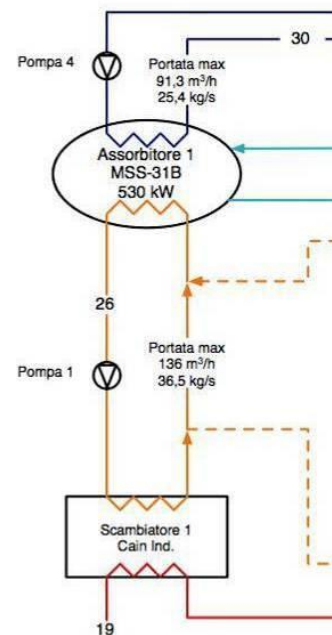 30
Pompa 4
Portata max
91,3 m³/h
25,4 kg/s
Assorbitore 1
MSS-31B
530 kW
26
Portata max
136 m³/h
36,5 kg/s
Pompa 1
Scambiatore 1
Cain Ind.
19